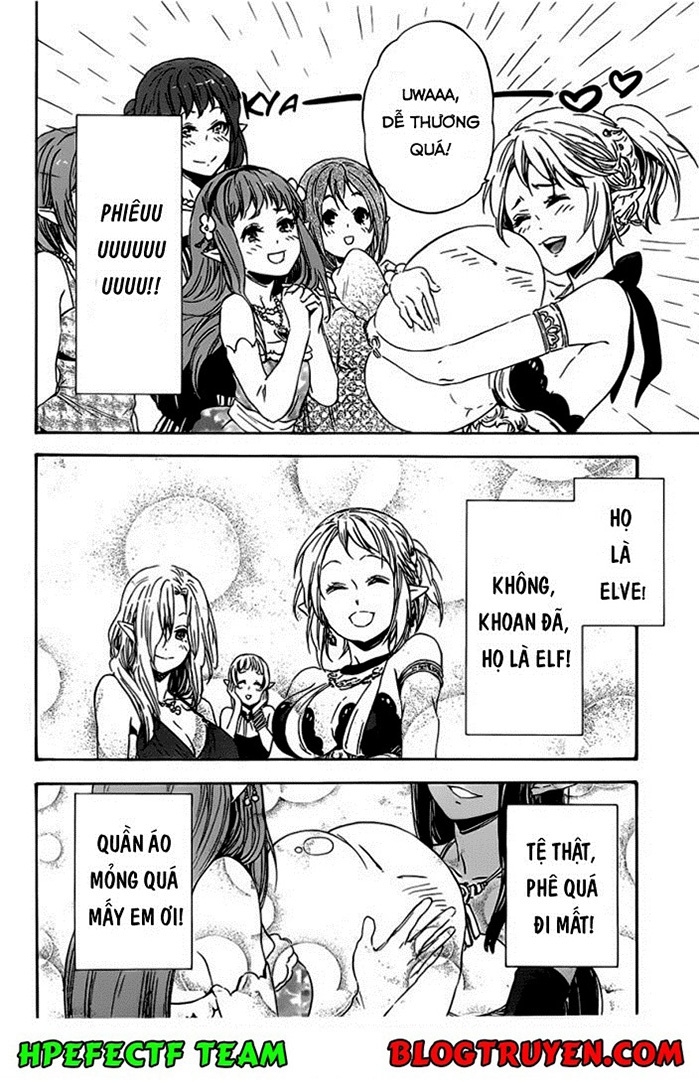 UWAAA,
DỄ THƯƠNG
QUÁ!
KYA
PHIÊUU
UUUUUU
UUUU!!
HỌ
LÀ
ELVE!
KHÔNG,
KHOAN ĐÃ,
HỌ LÀ ELF!
QUẦN ÁO
MỎNG QUÁ
MẤY EM ƠI!
TỆ THẬT,
PHÊ QUÁ
ĐI MẤT!
HPEFECTF TEAM
BLOGTRUYEN.COM